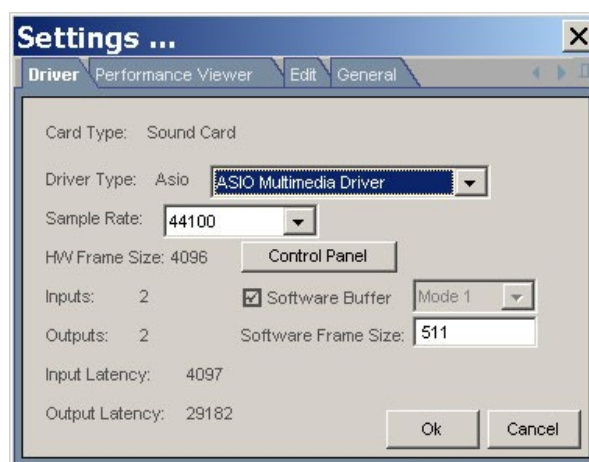 Settings ...
Driver Performance Viewer Edit General
Card Type: Sound Card
Driver Type: Asio ASIO Multimedia Driver
Sample Rate: 44100
HW Frame Size: 4096 Control Panel
Inputs: 2 Software Buffer Mode 1
Outputs: 2 Software Frame Size: 511
Input Latency: 4097
Output Latency: 29182
Ok Cancel